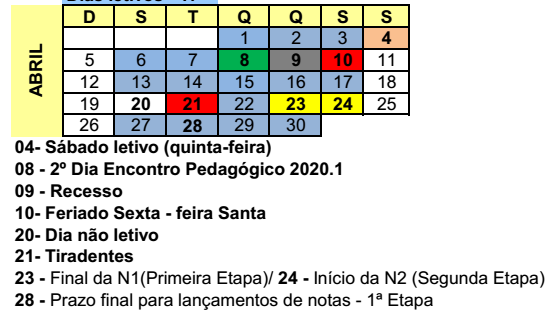 D S T Q Q S S
1 2 3 4
ABRIL
5 6 7 8 9 10 11
12 13 14 15 16 17 18
19 20 21 22 23 24 25
26 27 28 29 30
04- Sábado letivo (quinta-feira)
08 - 2º Dia Encontro Pedagógico 2020.1
09 - Recesso
10- Feriado Sexta - feira Santa
20- Dia não letivo
21- Tiradentes
23 - Final da N1(Primeira Etapa)/ 24 - Início da N2 (Segunda Etapa)
28 - Prazo final para lançamentos de notas - 1ª Etapa